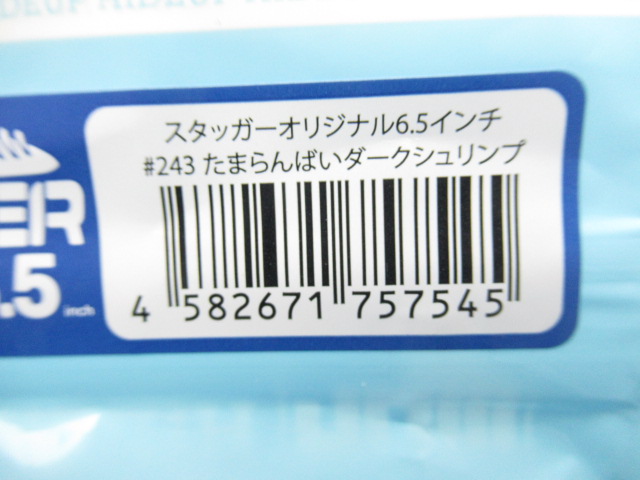 スタッガーオリジナル6.5インチ
#243 たまらんばいダークシュリンプ
4 582671 757545
ER
.5 inch